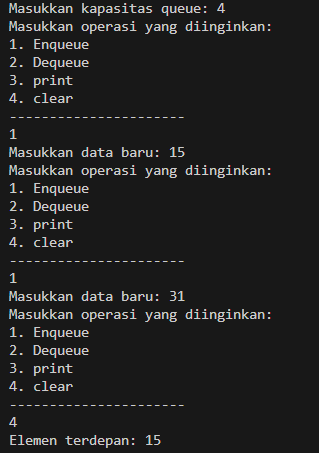 Masukkan kapasitas queue: 4
Masukkan operasi yang diinginkan:
1. Enqueue
2. Dequeue
3. print
4. clear
----------------------
1
Masukkan data baru: 15
Masukkan operasi yang diinginkan:
1. Enqueue
2. Dequeue
3. print
4. clear
----------------------
1
Masukkan data baru: 31
Masukkan operasi yang diinginkan:
1. Enqueue
2. Dequeue
3. print
4. clear
----------------------
4
Elemen terdepan: 15